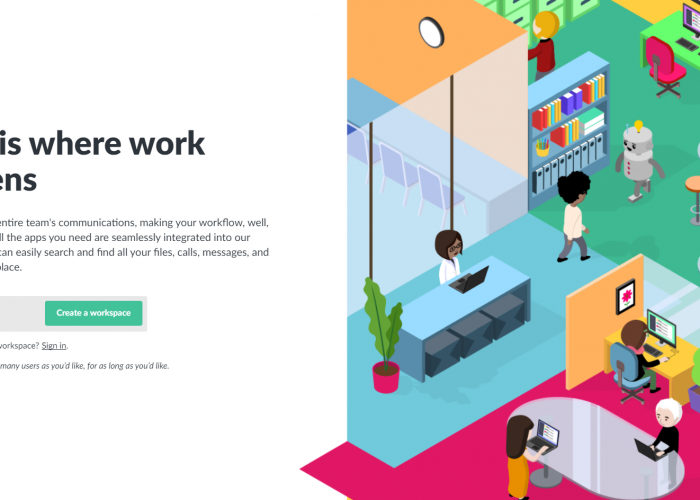 is where work
ens
entire team's communications, making your workflow, well,
ll the apps you need are seamlessly integrated into our
can easily search and find all your files, calls, messages, and
place.
Create a workspace
workspace? Sign in.
many users as you'd like, for as long as you'd like.